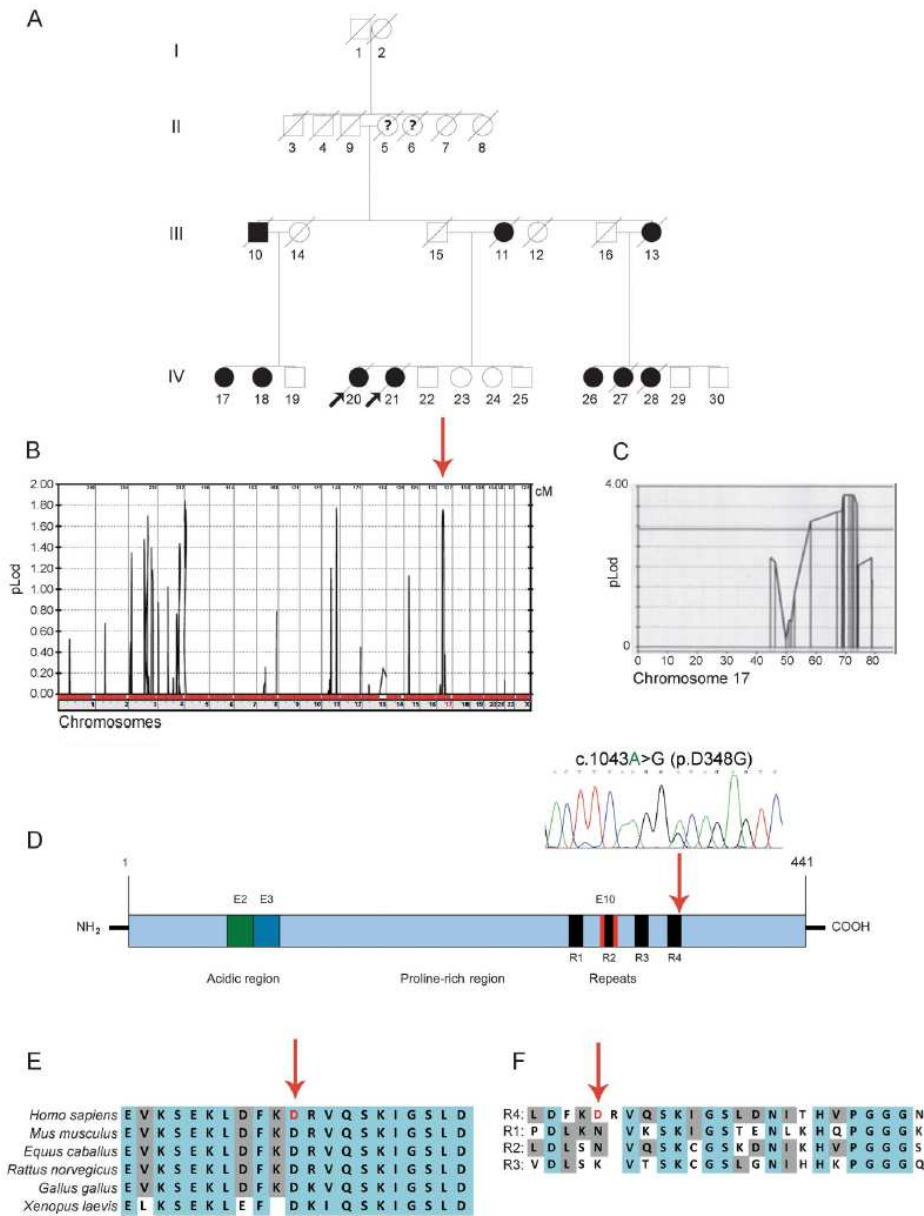 A
I
1 2
II
? ?
3 4 9 5 6 7 8
III
10 14 15 11 12 16 13
IV
17 18 19 20 21 22 23 24 25 26 27 28 29 30
B
C
2.00
1.80
1.60
1.40
1.20
1.00
0.80
0.60
0.40
0.20
0.00
pLod
cM
Chromosomes
4.00
pLod
0
0 10 20 30 40 50 60 70 80
Chromosome 17
c.1043A>G (p.D348G)
D
1
441
E2 E3 E10
NH2
COOH
R1 R2 R3 R4
Acidic region Proline-rich region Repeats
E
Homo sapiens E V K S E K L D F K D R V Q S K I G S L D
Mus musculus E V K S E K L D F K D R V Q S K I G S L D
Equus caballus E V K S E K L D F K D R V Q S K I G S L D
Rattus norvegicus E V K S E K L D F K D R V Q S K I G S L D
Gallus gallus E V K S E K L D F K D K V Q S K I G S L D
Xenopus laevis E L K S E K L E F D K I Q S K I G S L D
F
R4: L D F K D R V Q S K I G S L D N I T H V P G G G N
R1: P D L K N V K S K I G S T E N L K H Q P G G G K
R2: L D L S N V Q S K C G S K D N I K H V P G G G S
R3: V D L S K V T S K C G S L G N I H H K P G G G Q